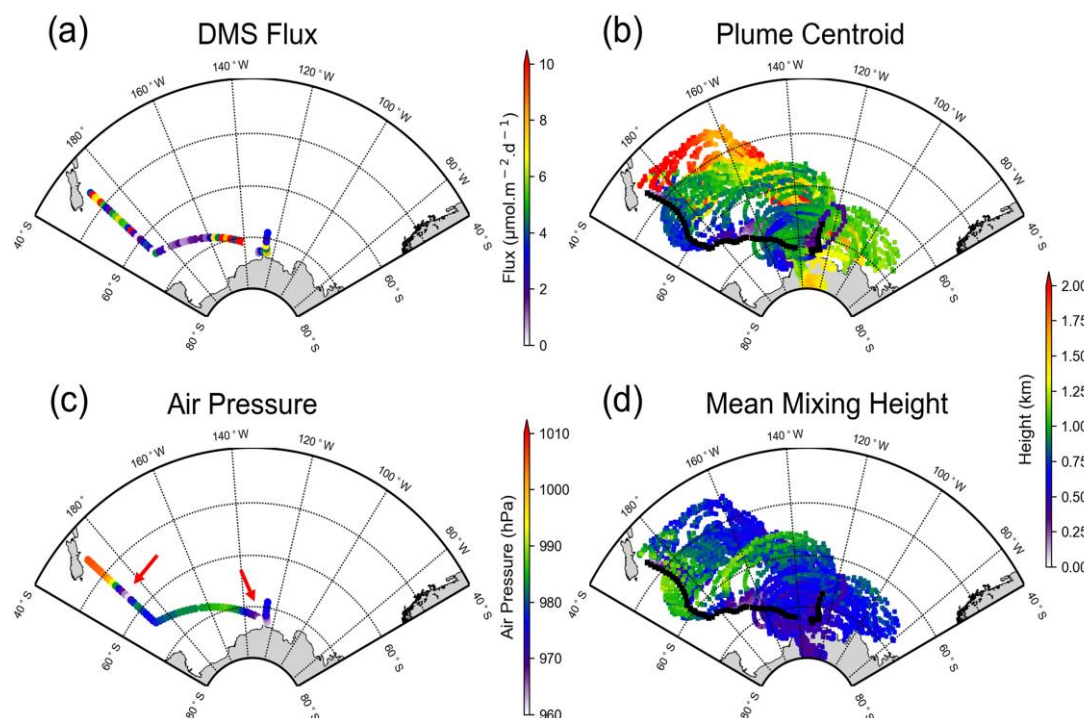 (a)
DMS Flux
180°
160° W
140° W
120° W
100° W
80° W
40° S
60° S
80° S
80° S
60° S
40° S
10
8
6
4
2
0
Flux (μmol.m⁻².d⁻¹)
(b)
Plume Centroid
180°
160° W
140° W
120° W
100° W
80° W
40° S
60° S
80° S
80° S
60° S
40° S
(c)
Air Pressure
180°
160° W
140° W
120° W
100° W
80° W
40° S
60° S
80° S
80° S
60° S
40° S
1010
1000
990
980
970
960
Air Pressure (hPa)
(d)
Mean Mixing Height
180°
160° W
140° W
120° W
100° W
80° W
40° S
60° S
80° S
80° S
60° S
40° S
2.00
1.75
1.50
1.25
1.00
0.75
0.50
0.25
0.00
Height (km)